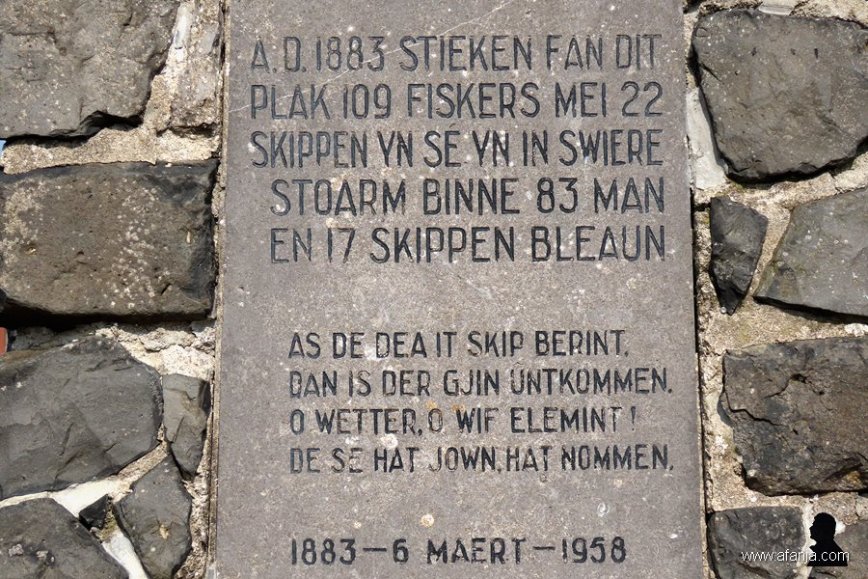 A.D. 1883 STIEKEN FAN DIT
PLAK 109 FISKERS MEI 22
SKIPPEN YN SE YN IN SWIERE
STOARM BINNE 83 MAN
EN 17 SKIPPEN BLEAUN
AS DE DEA IT SKIP BERINT,
DAN IS DER GJIN ÛNTKOMMEN.
O WETTER, O WIF ELEMINT!
DE SE HAT JOWN, HAT NOMMEN.
1883-6 MAERT-1958
www.afanja.com